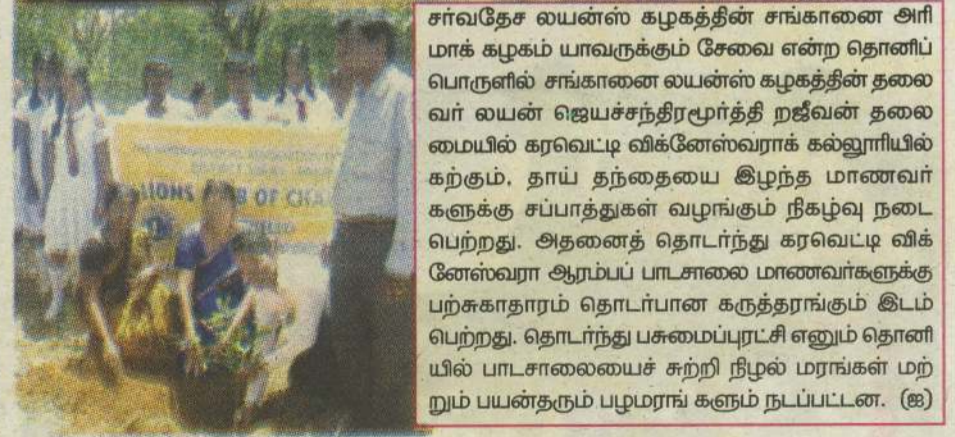 LIONS
B OF CHA
சர்வதேச லயன்ஸ் கழகத்தின் சங்கானை அரி
மாக் கழகம் யாவருக்கும் சேவை என்ற தொனிப்
பொருளில் சங்கானை லயன்ஸ் கழகத்தின் தலை
வர் லயன் ஜெயச்சந்திரமூர்த்தி றஜீவன் தலை
மையில் கரவெட்டி விக்னேஸ்வராக் கல்லூரியில்
கற்கும், தாய் தந்தையை இழந்த மாணவர்
களுக்கு சப்பாத்துகள் வழங்கும் நிகழ்வு நடை
பெற்றது. அதனைத் தொடர்ந்து கரவெட்டி விக்
னேஸ்வரா ஆரம்பப் பாடசாலை மாணவர்களுக்கு
பற்சுகாதாரம் தொடர்பான கருத்தரங்கும் இடம்
பெற்றது. தொடர்ந்து பசுமைப்புரட்சி எனும் தொனி
யில் பாடசாலையைச் சுற்றி நிழல் மரங்கள் மற்
றும் பயன்தரும் பழமரங் களும் நடப்பட்டன. (ஐ)